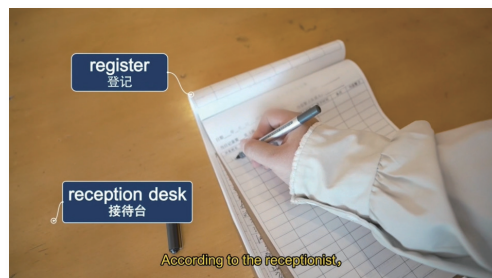 register
登记
reception desk
接待台
According to the receptionist,